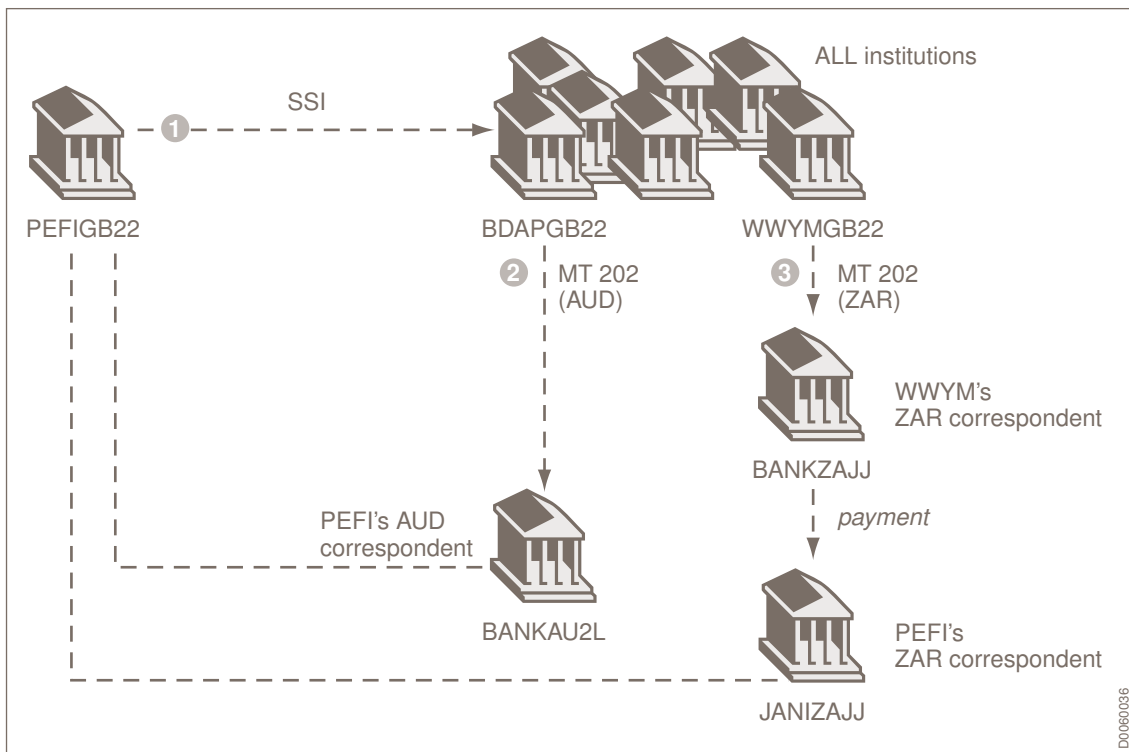 ALL institutions
1
SSI
PEFIGB22
BDAPGB22
WWYMGB22
2
MT 202
(AUD)
3
MT 202
(ZAR)
WWYM's
ZAR correspondent
BANKZAJJ
payment
PEFI's AUD
correspondent
BANKAU2L
PEFI's
ZAR correspondent
JANIZAJJ
D0060036